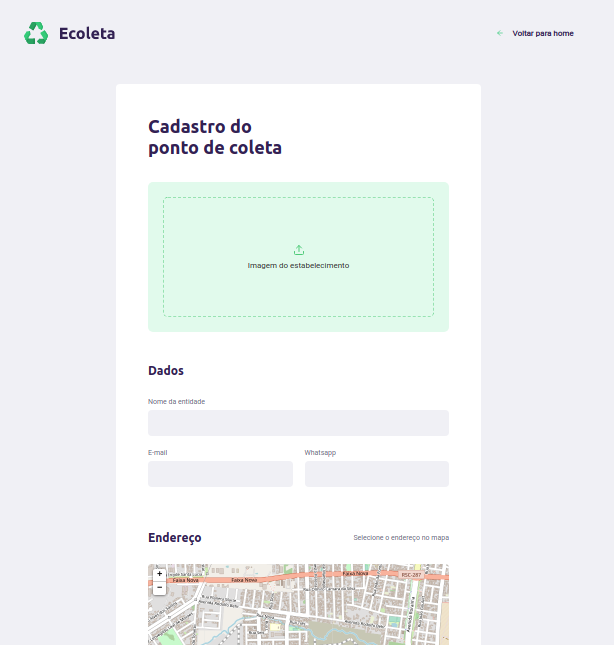 Ecoleta
Voltar para home
Cadastro do
ponto de coleta
Imagem do estabelecimento
Dados
Nome da entidade
E-mail
Whatsapp
Endereço
Selecione o endereço no mapa
+
−
Faixa Nova
Faixa Nova
Faixa Nova
RSC-287